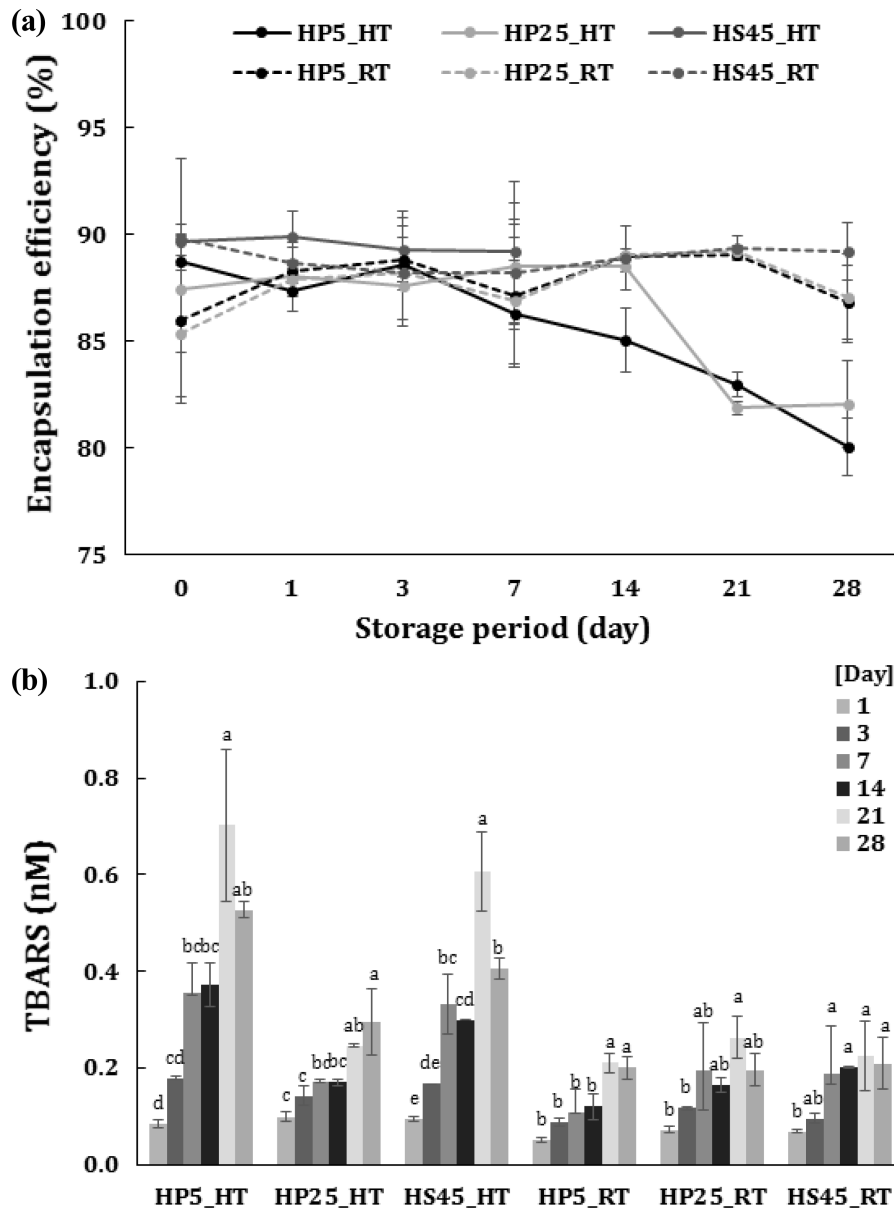 (a)
HP5_HT HP25_HT HS45_HT
HP5_RT HP25_RT HS45_RT
Encapsulation efficiency (%)
100
95
90
85
80
75
0 1 3 7 14 21 28
Storage period (day)
(b)
TBARS (nM)
1.0
0.8
0.6
0.4
0.2
0.0
[Day]
1
3
7
14
21
28
d cd bc bc a ab
c c bc bc ab a
e de bc cd a b
b b b b a a
b b ab ab a ab
b ab a a a a
HP5_HT HP25_HT HS45_HT HP5_RT HP25_RT HS45_RT